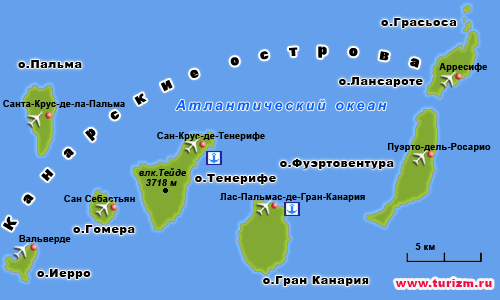 о.Грасьоса
Канарские острова
о.Пальма
Арресифе
о.Лансароте
Санта-Крус-де-ла-Пальма
Атлантический океан
Сан-Крус-де-Тенерифе
Пуэрто-дель-Росарио
о.Фуэртовентура
влк.Тейде
3718 м
о.Тенерифе
Сан Себастьян
Лас-Пальмас-де-Гран-Канария
о.Гомера
Вальверде
5 км
о.Иерро
о.Гран Канария
www.turizm.ru